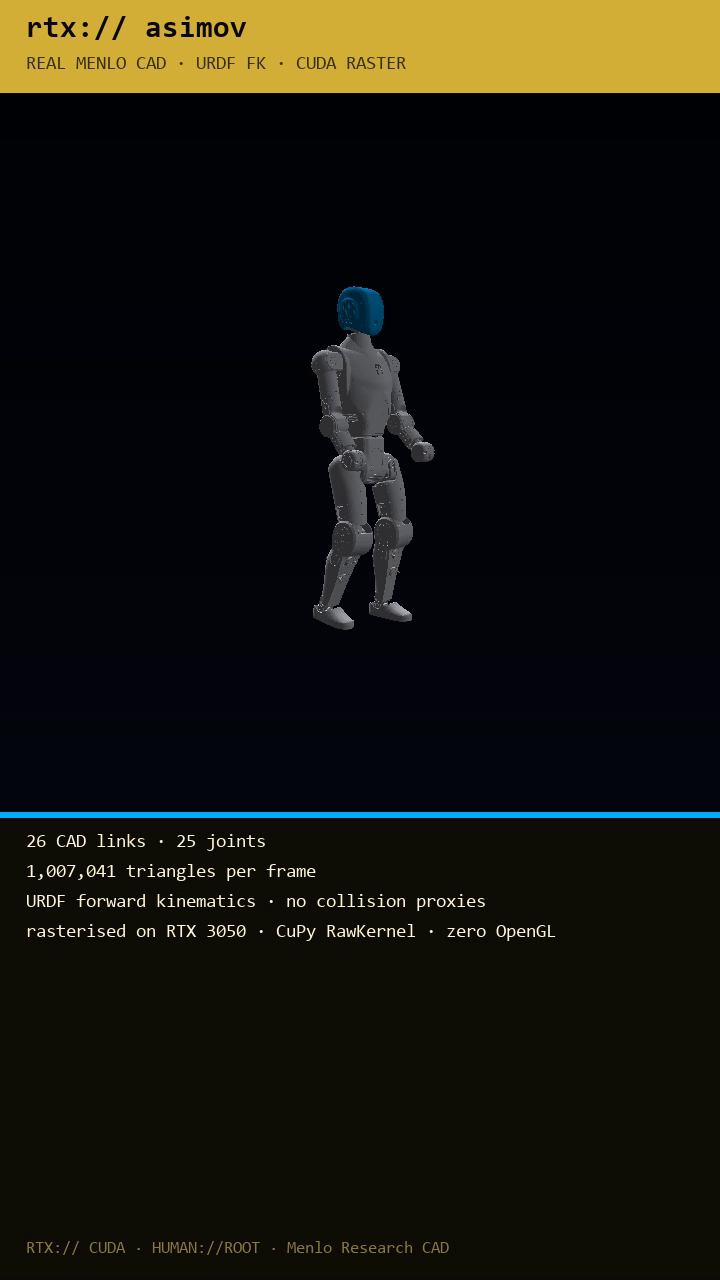 rtx:// asimov
REAL MENLO CAD · URDF FK · CUDA RASTER
26 CAD links · 25 joints
1,007,041 triangles per frame
URDF forward kinematics · no collision proxies
rasterised on RTX 3050 · CuPy RawKernel · zero OpenGL
RTX:// CUDA · HUMAN://ROOT · Menlo Research CAD